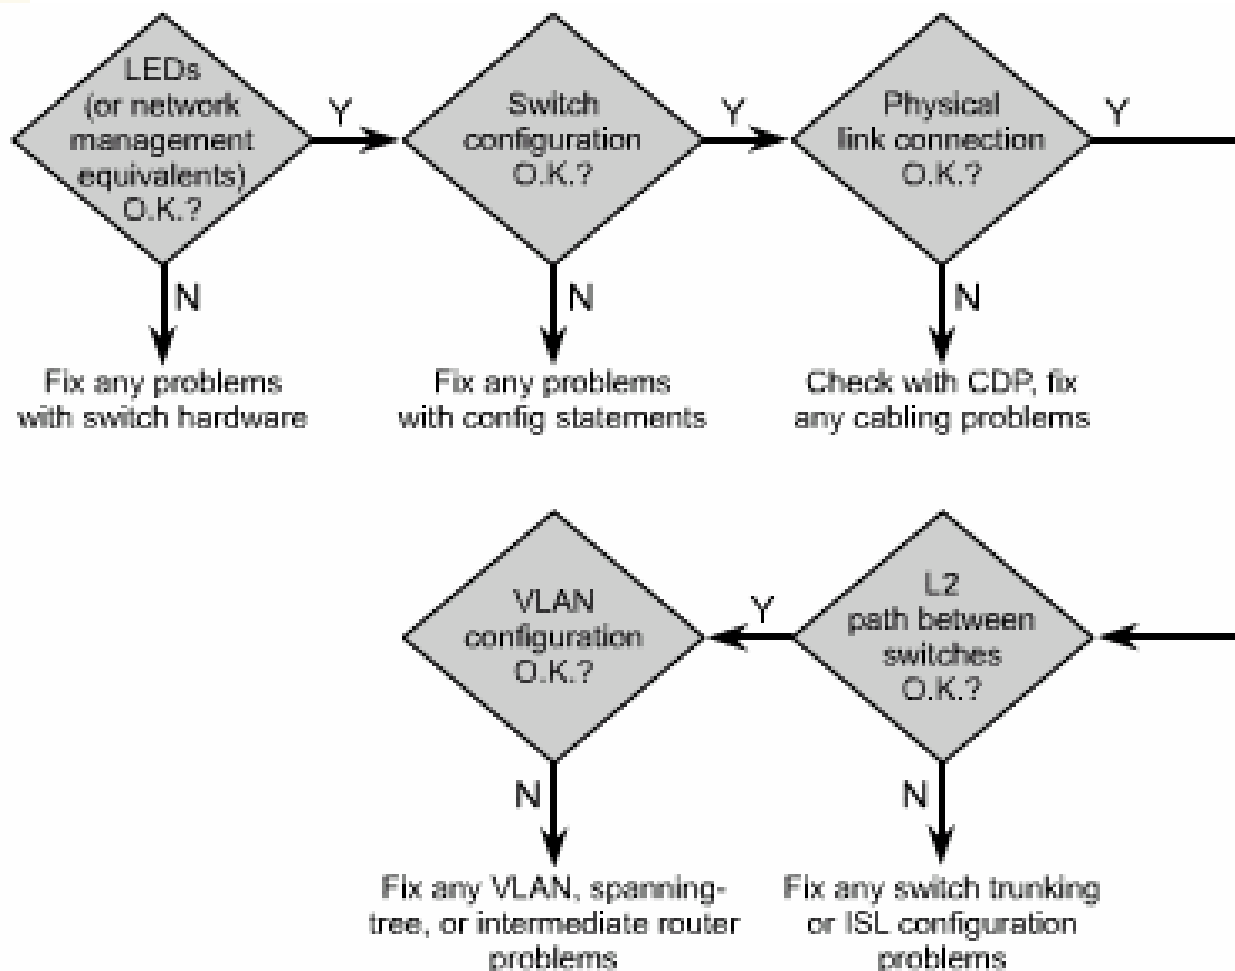 LEDs
(or network
management
equivalents)
O.K.?
Y
Switch
configuration
O.K.?
Y
Physical
link connection
O.K.?
Y
N
Fix any problems
with switch hardware
N
Fix any problems
with config statements
N
Check with CDP, fix
any cabling problems
L2
path between
switches
O.K.?
Y
VLAN
configuration
O.K.?
N
Fix any switch trunking
or ISL configuration
problems
N
Fix any VLAN, spanning-
tree, or intermediate router
problems